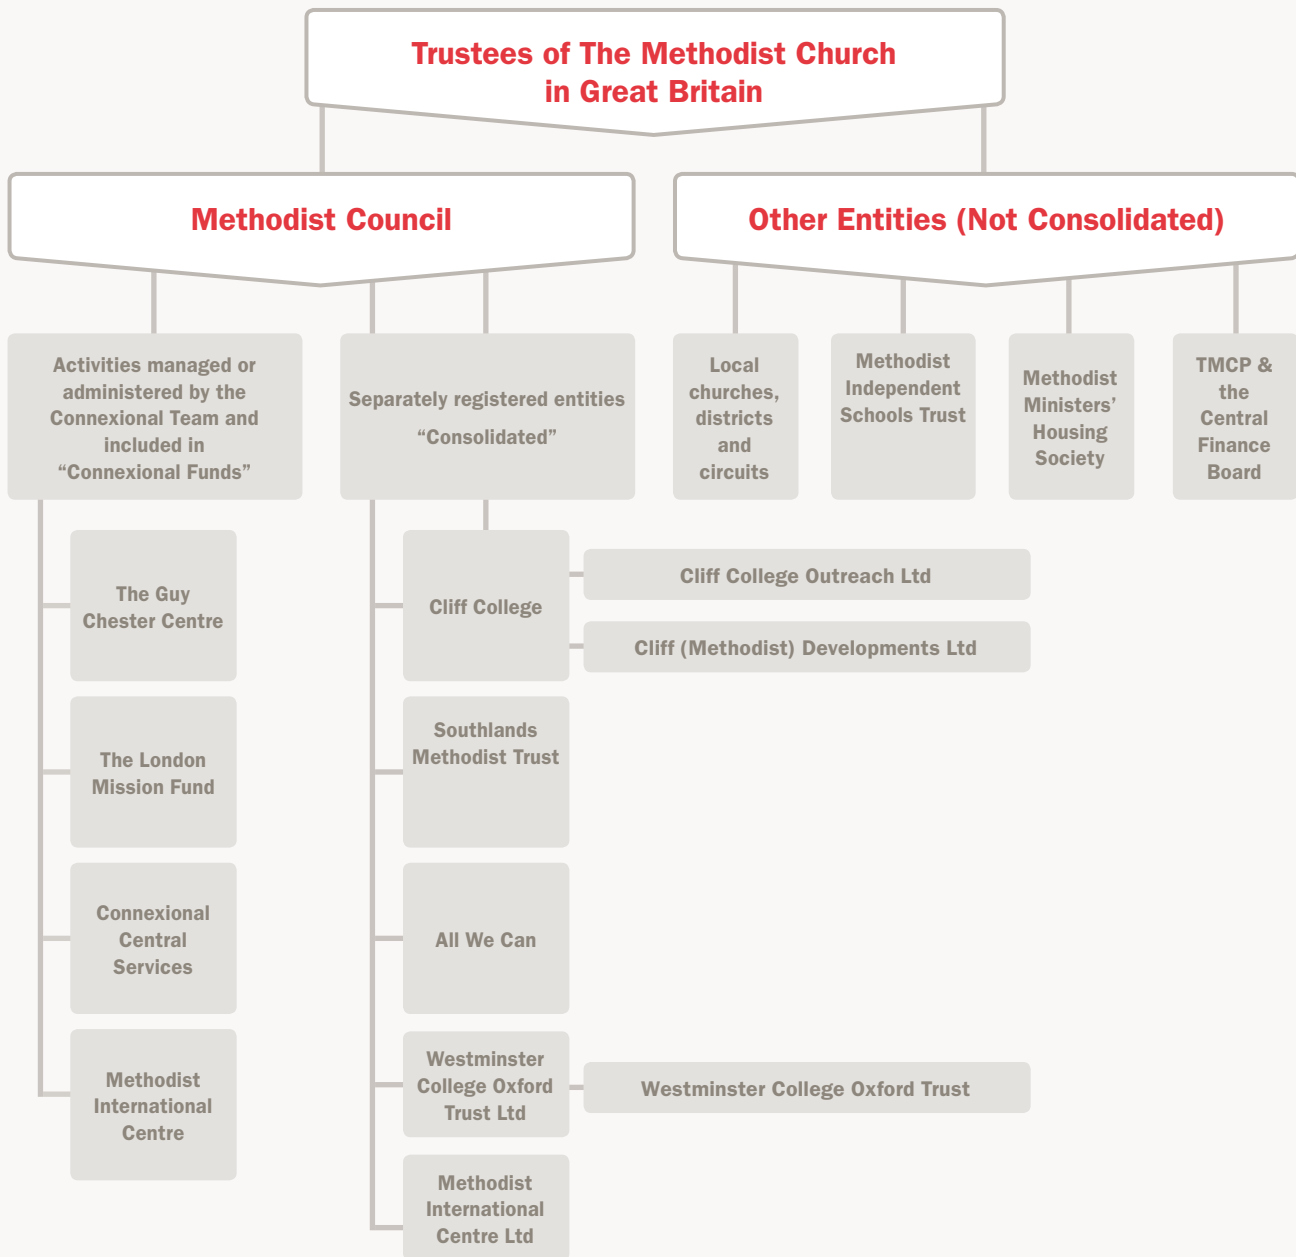 Trustees of The Methodist Church
in Great Britain
Methodist Council
Other Entities (Not Consolidated)
Activities managed or
administered by the
Connexional Team and
included in
“Connexional Funds”
Separately registered entities
“Consolidated”
Local
churches,
districts
and
circuits
Methodist
Independent
Schools Trust
Methodist
Ministers’
Housing
Society
TMCP &
the
Central
Finance
Board
The Guy
Chester Centre
The London
Mission Fund
Connexional
Central
Services
Methodist
International
Centre
Cliff College
Cliff College Outreach Ltd
Cliff (Methodist) Developments Ltd
Southlands
Methodist Trust
All We Can
Westminster
College Oxford
Trust Ltd
Westminster College Oxford Trust
Methodist
International
Centre Ltd